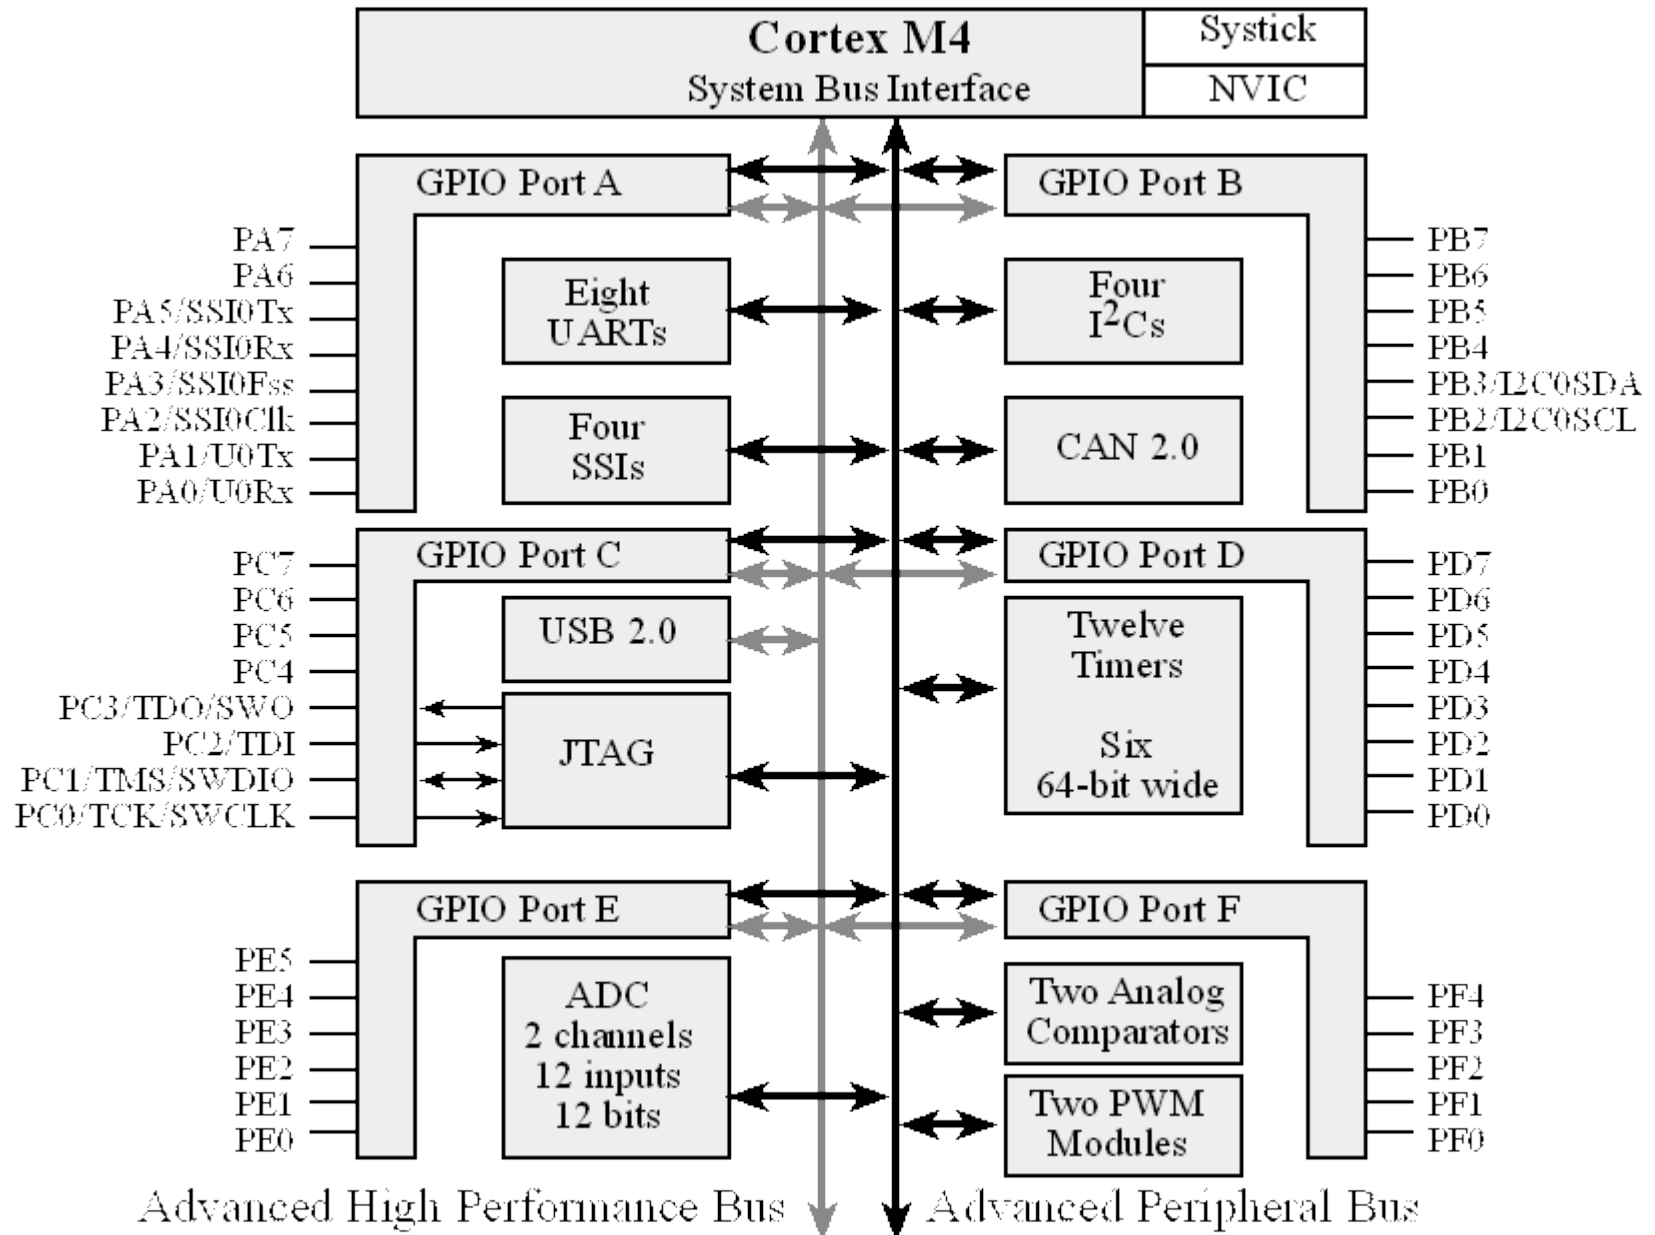 Cortex M4
System Bus Interface
Systick
NVIC
GPIO Port A
PA7
PA6
PA5/SSI0Tx
PA4/SSI0Rx
PA3/SSI0Fss
PA2/SSI0Clk
PA1/U0Tx
PA0/U0Rx
Eight
UARTs
Four
SSIs
GPIO Port B
Four
I²Cs
CAN 2.0
PB7
PB6
PB5
PB4
PB3/I2C0SDA
PB2/I2C0SCL
PB1
PB0
GPIO Port C
PC7
PC6
PC5
PC4
PC3/TDO/SWO
PC2/TDI
PC1/TMS/SWDIO
PC0/TCK/SWCLK
USB 2.0
JTAG
GPIO Port D
Twelve
Timers
Six
64-bit wide
PD7
PD6
PD5
PD4
PD3
PD2
PD1
PD0
GPIO Port E
PE5
PE4
PE3
PE2
PE1
PE0
ADC
2 channels
12 inputs
12 bits
GPIO Port F
Two Analog
Comparators
Two PWM
Modules
PF4
PF3
PF2
PF1
PF0
Advanced High Performance Bus
Advanced Peripheral Bus